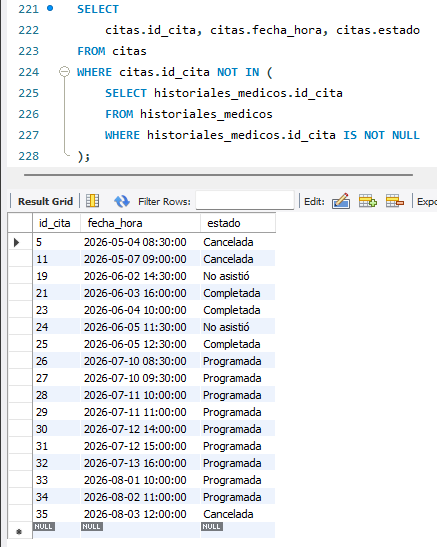 221 SELECT
222 citas.id_cita, citas.fecha_hora, citas.estado
223 FROM citas
224 WHERE citas.id_cita NOT IN (
225 SELECT historiales_medicos.id_cita
226 FROM historiales_medicos
227 WHERE historiales_medicos.id_cita IS NOT NULL
228 );
Result Grid Filter Rows: Edit: Expo
id_cita fecha_hora estado
5 2026-05-04 08:30:00 Cancelada
11 2026-05-07 09:00:00 Cancelada
19 2026-06-02 14:30:00 No asistió
21 2026-06-03 16:00:00 Completada
23 2026-06-04 10:00:00 Completada
24 2026-06-05 11:30:00 No asistió
25 2026-06-05 12:30:00 Completada
26 2026-07-10 08:30:00 Programada
27 2026-07-10 09:30:00 Programada
28 2026-07-11 10:00:00 Programada
29 2026-07-11 11:00:00 Programada
30 2026-07-12 14:00:00 Programada
31 2026-07-12 15:00:00 Programada
32 2026-07-13 16:00:00 Programada
33 2026-08-01 10:00:00 Programada
34 2026-08-02 11:00:00 Programada
35 2026-08-03 12:00:00 Cancelada
NULL NULL NULL